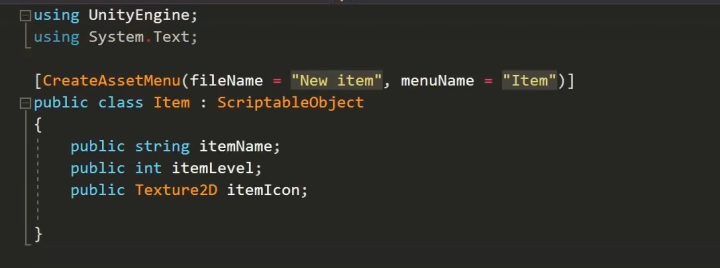 using UnityEngine;
using System.Text;
[CreateAssetMenu(fileName = "New item", menuName = "Item")]
public class Item : ScriptableObject
{
public string itemName;
public int itemLevel;
public Texture2D itemIcon;
}